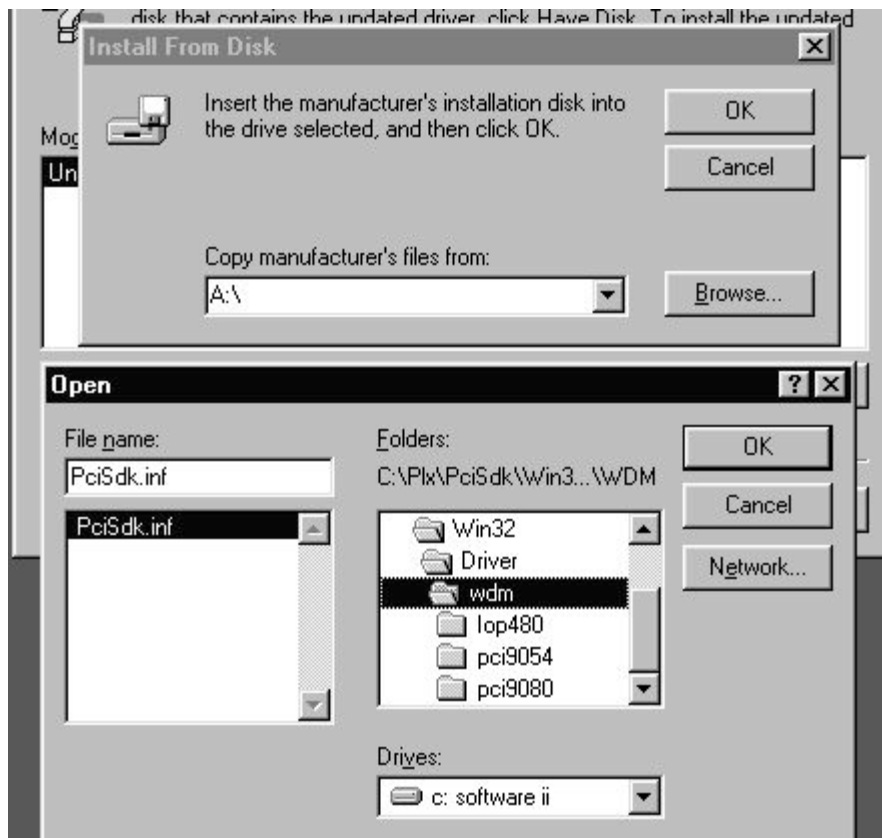 disk that contains the updated driver, click Have Disk. To install the updated
Install From Disk
Insert the manufacturer's installation disk into
the drive selected, and then click OK.
OK
Cancel
Mo
Un
Copy manufacturer's files from:
A:\
Browse...
Open
File name:
PciSdk.inf
PciSdk.inf
Folders:
C:\Plx\PciSdk\Win3...\WDM
Win32
Driver
wdm
Iop480
pci9054
pci9080
OK
Cancel
Network...
Drives:
c: software ii